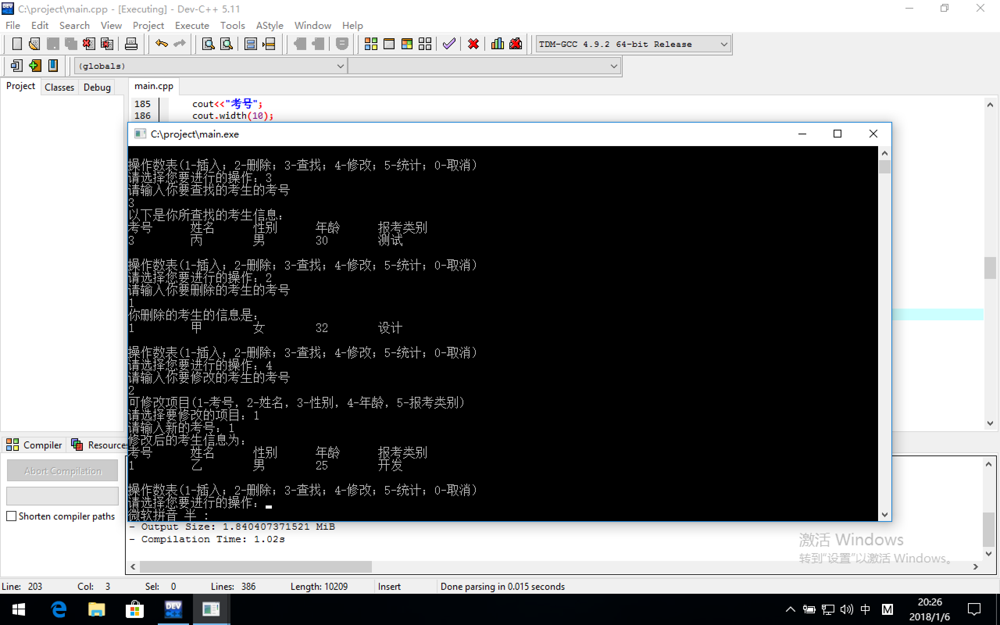 C:\project\main.cpp - [Executing] - Dev-C++ 5.11
File Edit Search View Project Execute Tools AStyle Window Help
TDM-GCC 4.9.2 64-bit Release
(globals)
Project Classes Debug main.cpp
185 cout<<"考号";
186 cout.width(10);
C:\project\main.exe
操作数表(1-插入；2-删除；3-查找；4-修改；5-统计；0-取消)
请选择您要进行的操作：3
请输入你要查找的考生的考号
3
以下是你所查找的考生信息：
考号 姓名 性别 年龄 报考类别
3 丙 男 30 测试
操作数表(1-插入；2-删除；3-查找；4-修改；5-统计；0-取消)
请选择您要进行的操作：2
请输入你要删除的考生的考号
1
你删除的考生的信息是：
1 甲 女 32 设计
操作数表(1-插入；2-删除；3-查找；4-修改；5-统计；0-取消)
请选择您要进行的操作：4
请输入你要修改的考生的考号
2
可修改项目(1-考号，2-姓名，3-性别，4-年龄，5-报考类别)
请选择要修改的项目：1
请输入新的考号：1
修改后的考生信息为：
考号 姓名 性别 年龄 报考类别
1 乙 男 25 开发
操作数表(1-插入；2-删除；3-查找；4-修改；5-统计；0-取消)
请选择您要进行的操作：
微软拼音 半 :
Compiler Resources
Abort Compilation
Shorten compiler paths
- Output Size: 1.840407371521 MiB
- Compilation Time: 1.02s
激活 Windows
转到"设置"以激活 Windows。
Line: 203 Col: 3 Sel: 0 Lines: 386 Length: 10209 Insert Done parsing in 0.015 seconds
DEV C++
中 M
20:26
2018/1/6